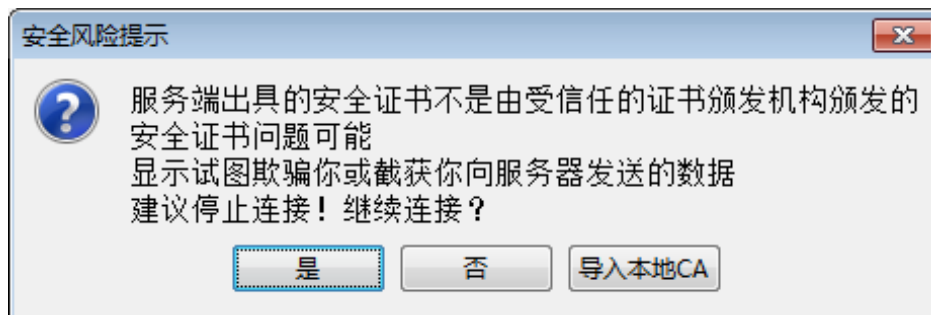 安全风险提示
服务端出具的安全证书不是由受信任的证书颁发机构颁发的
安全证书问题可能
显示试图欺骗你或截获你向服务器发送的数据
建议停止连接！继续连接？
是
否
导入本地CA